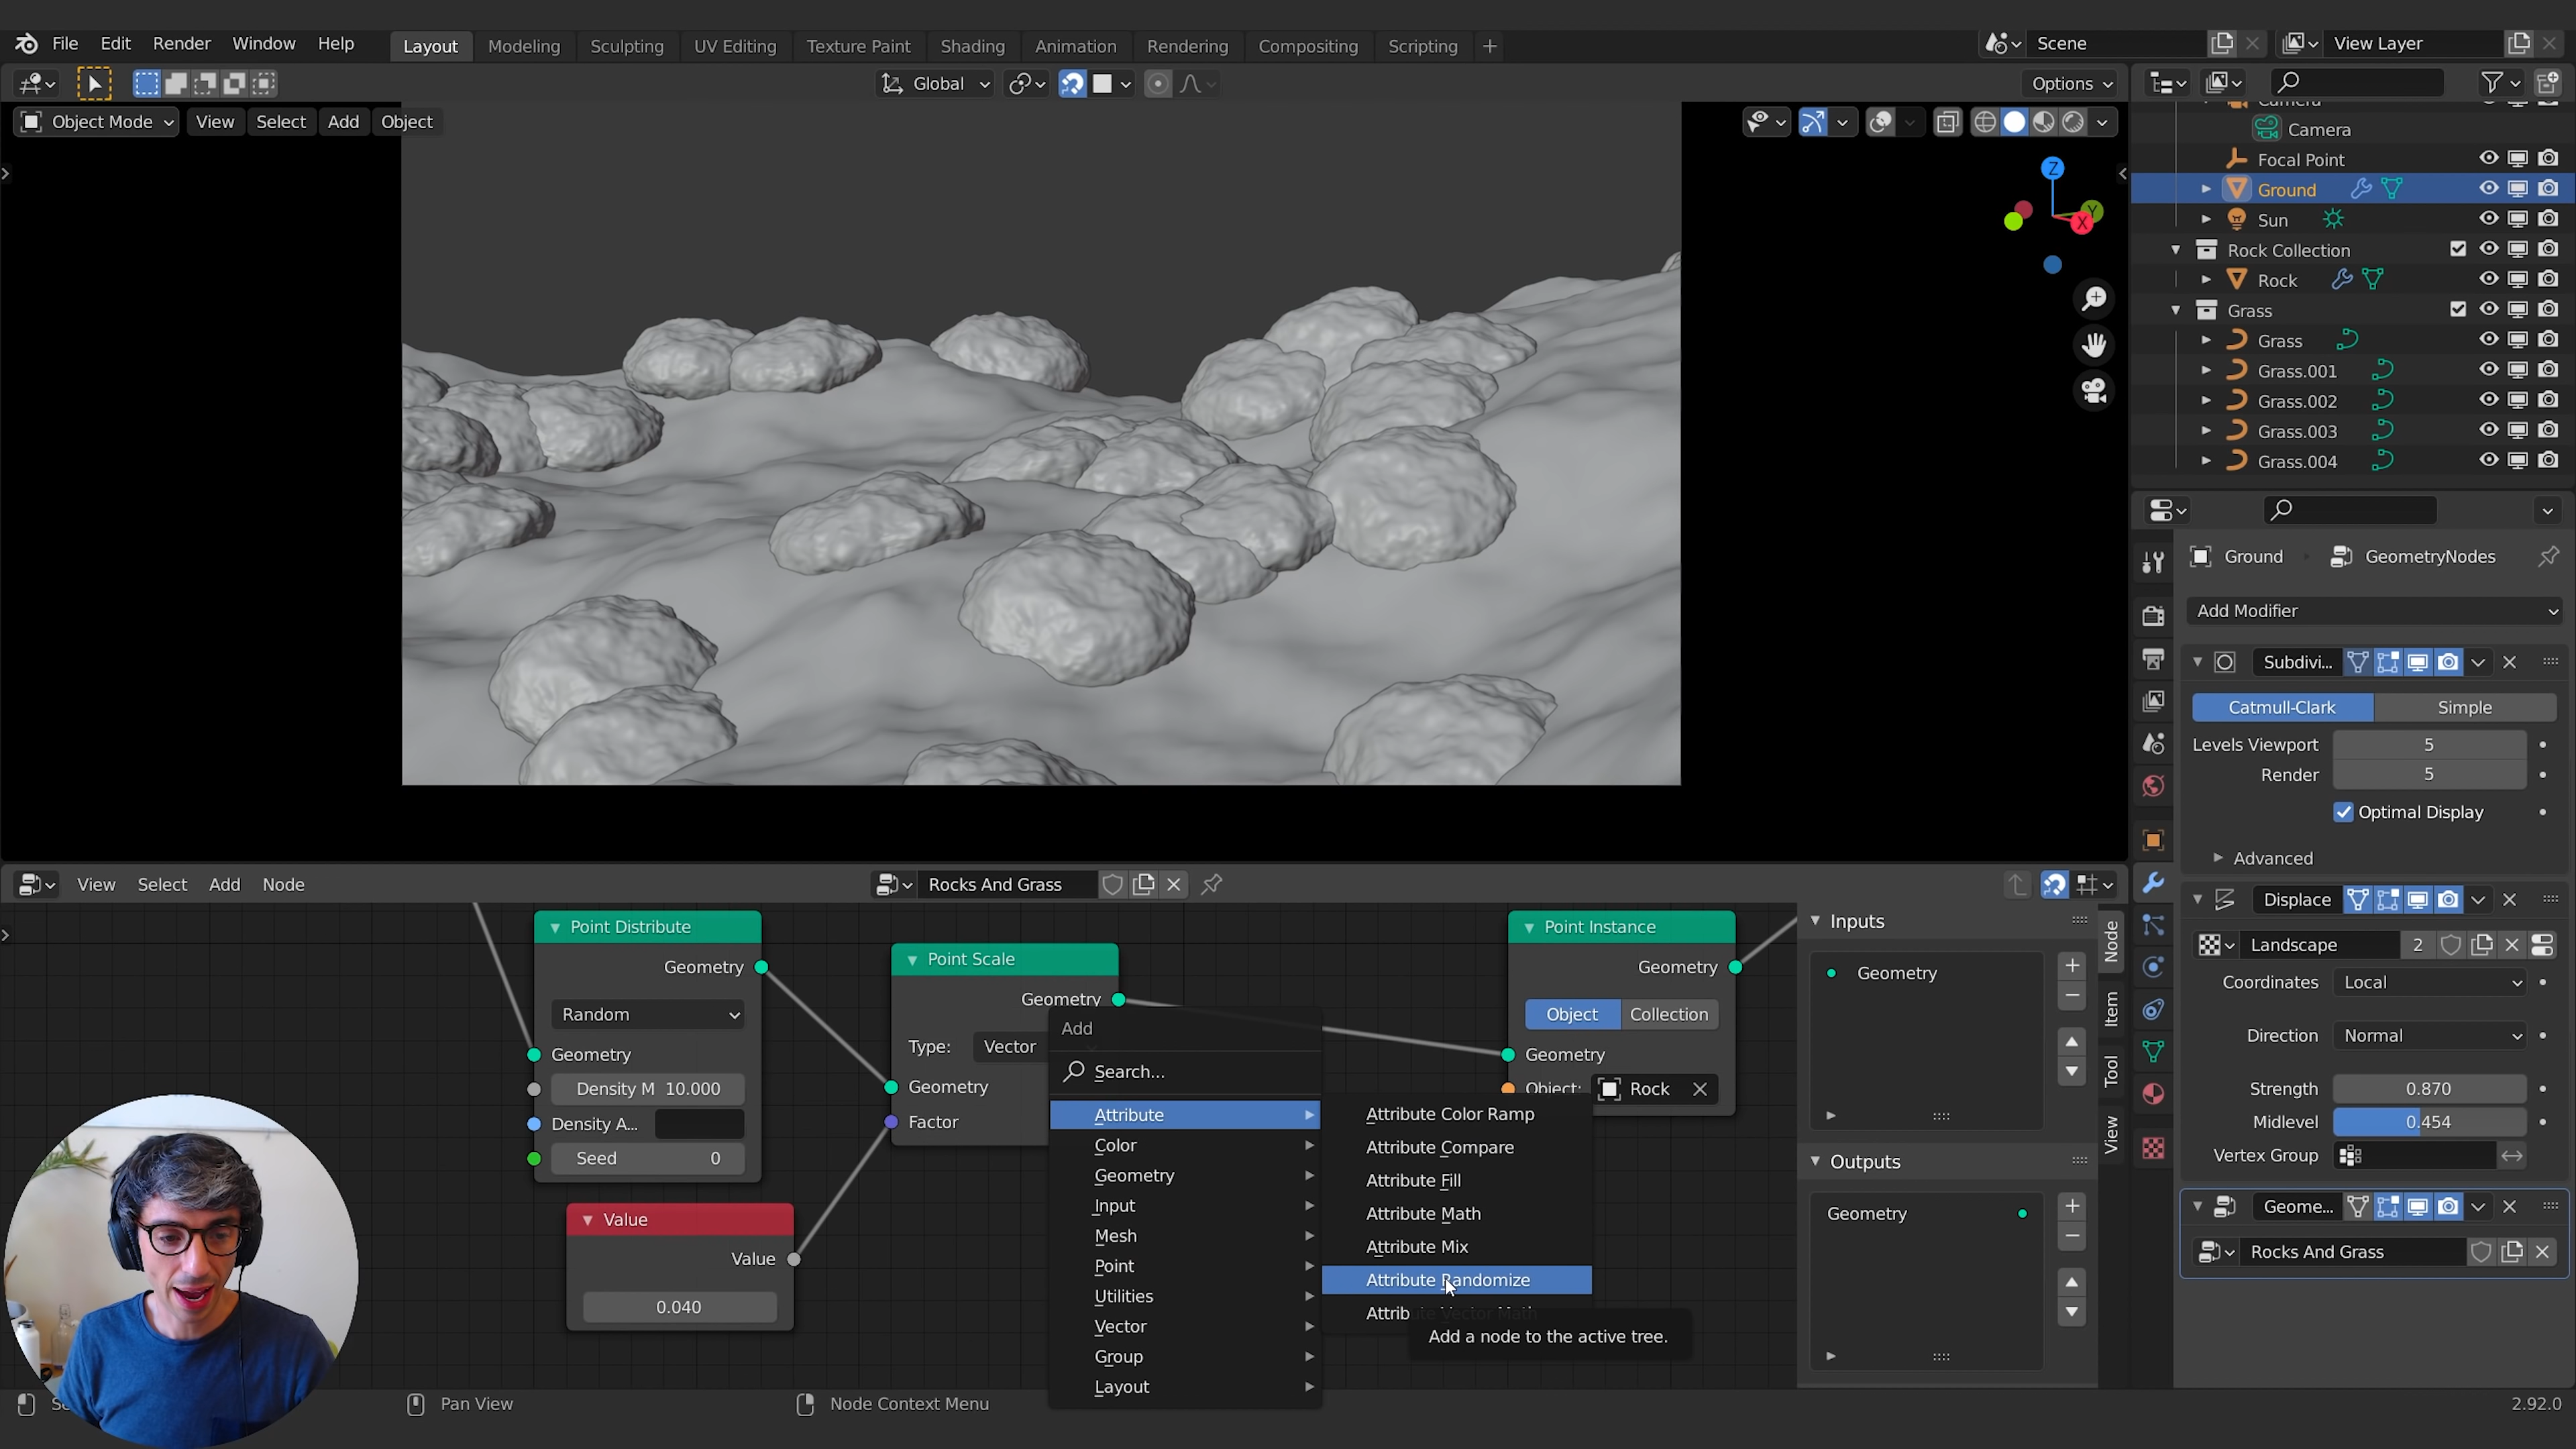 File Edit Render Window Help
Layout Modeling Sculpting UV Editing Texture Paint Shading Animation Rendering Compositing Scripting +
Scene
View Layer
Global
Options
Object Mode View Select Add Object
Z
Y
X
Camera
Camera
Focal Point
Ground
Sun
Rock Collection
Rock
Grass
Grass
Grass.001
Grass.002
Grass.003
Grass.004
Ground
GeometryNodes
Add Modifier
Subdivi...
Catmull-Clark Simple
Levels Viewport 5
Render 5
Optimal Display
Advanced
Displace
Landscape 2
Coordinates Local
Direction Normal
Strength 0.870
Midlevel 0.454
Vertex Group
Geome...
Rocks And Grass
View Select Add Node
Rocks And Grass
Point Distribute
Geometry
Random
Geometry
Density M 10.000
Density A...
Seed 0
Value
Value
0.040
Point Scale
Geometry
Type: Vector
Geometry
Factor
Point Instance
Geometry
Object Collection
Geometry
Object: Rock
Add
Search...
Attribute
Color
Geometry
Input
Mesh
Point
Utilities
Vector
Group
Layout
Attribute Color Ramp
Attribute Compare
Attribute Fill
Attribute Math
Attribute Mix
Attribute Randomize
Attribute Vector Math
Add a node to the active tree.
Inputs
Geometry
Outputs
Geometry
Node
Item
Tool
View
Pan View
Node Context Menu
2.92.0